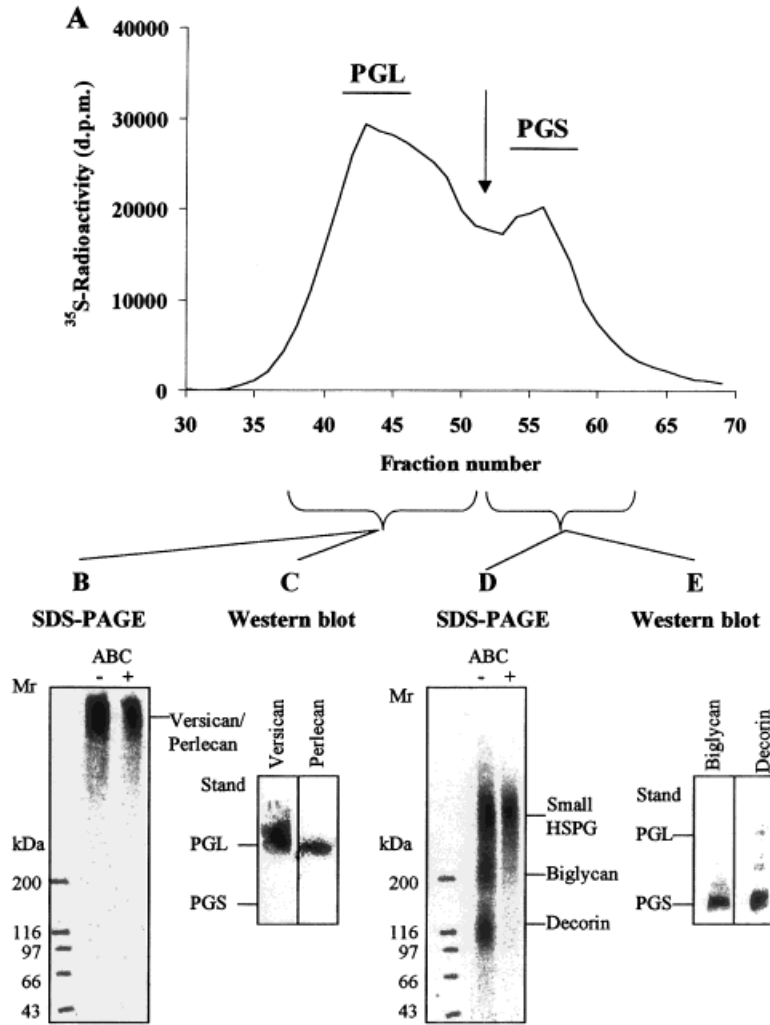 A
40000
30000
20000
10000
0
35S-Radioactivity (d.p.m.)
PGL
PGS
30 35 40 45 50 55 60 65 70
Fraction number
B C D E
SDS-PAGE Western blot SDS-PAGE Western blot
ABC
- +
Mr
Versican/
Perlecan
kDa
200
116
97
66
43
Versican
Perlecan
Stand
PGL
PGS
ABC
- +
Mr
Small
HSPG
Biglycan
Decorin
kDa
200
116
97
66
43
Biglycan
Decorin
Stand
PGL
PGS